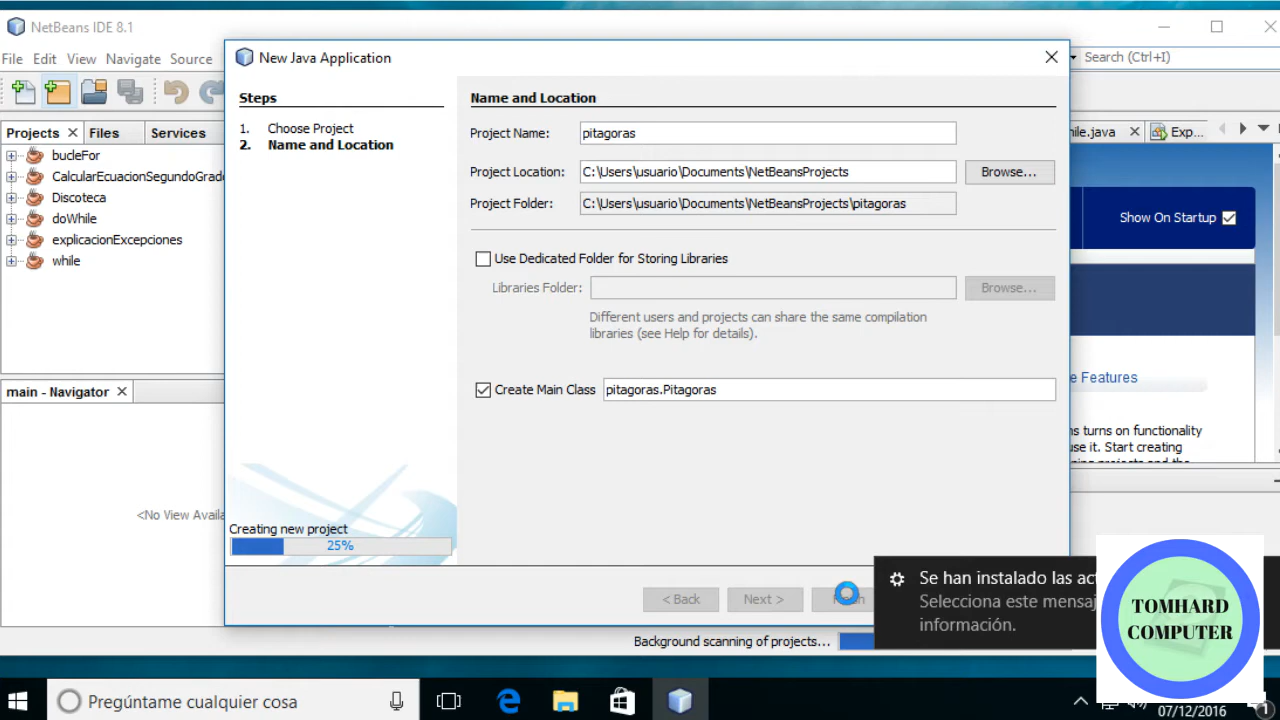 NetBeans IDE 8.1
File Edit View Navigate Source
Search (Ctrl+I)
New Java Application
Steps
1. Choose Project
2. Name and Location
Name and Location
Project Name: pitagoras
Project Location: C:\Users\usuario\Documents\NetBeansProjects Browse...
Project Folder: C:\Users\usuario\Documents\NetBeansProjects\pitagoras
Use Dedicated Folder for Storing Libraries
Libraries Folder: Browse...
Different users and projects can share the same compilation
libraries (see Help for details).
Create Main Class pitagoras.Pitagoras
Creating new project
25%
< Back Next >
Projects Files Services
bucleFor
CalcularEcuacionSegundoGrado
Discoteca
doWhile
explicacionExcepciones
while
main - Navigator
<No View Availa
hile.java Exp...
Show On Startup
e Features
ns turns on functionality
use it. Start creating
Background scanning of projects...
Se han instalado las act
Selecciona este mensaj
información.
TOMHARD
COMPUTER
Pregúntame cualquier cosa
07/12/2016
1